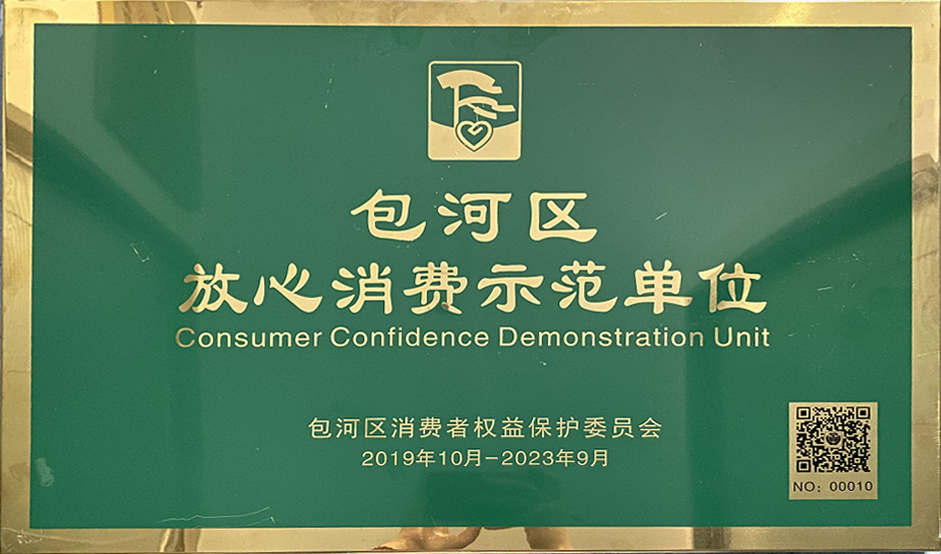 包河区
放心消费示范单位
Consumer Confidence Demonstration Unit
包河区消费者权益保护委员会
2019年10月-2023年9月
NO：00010